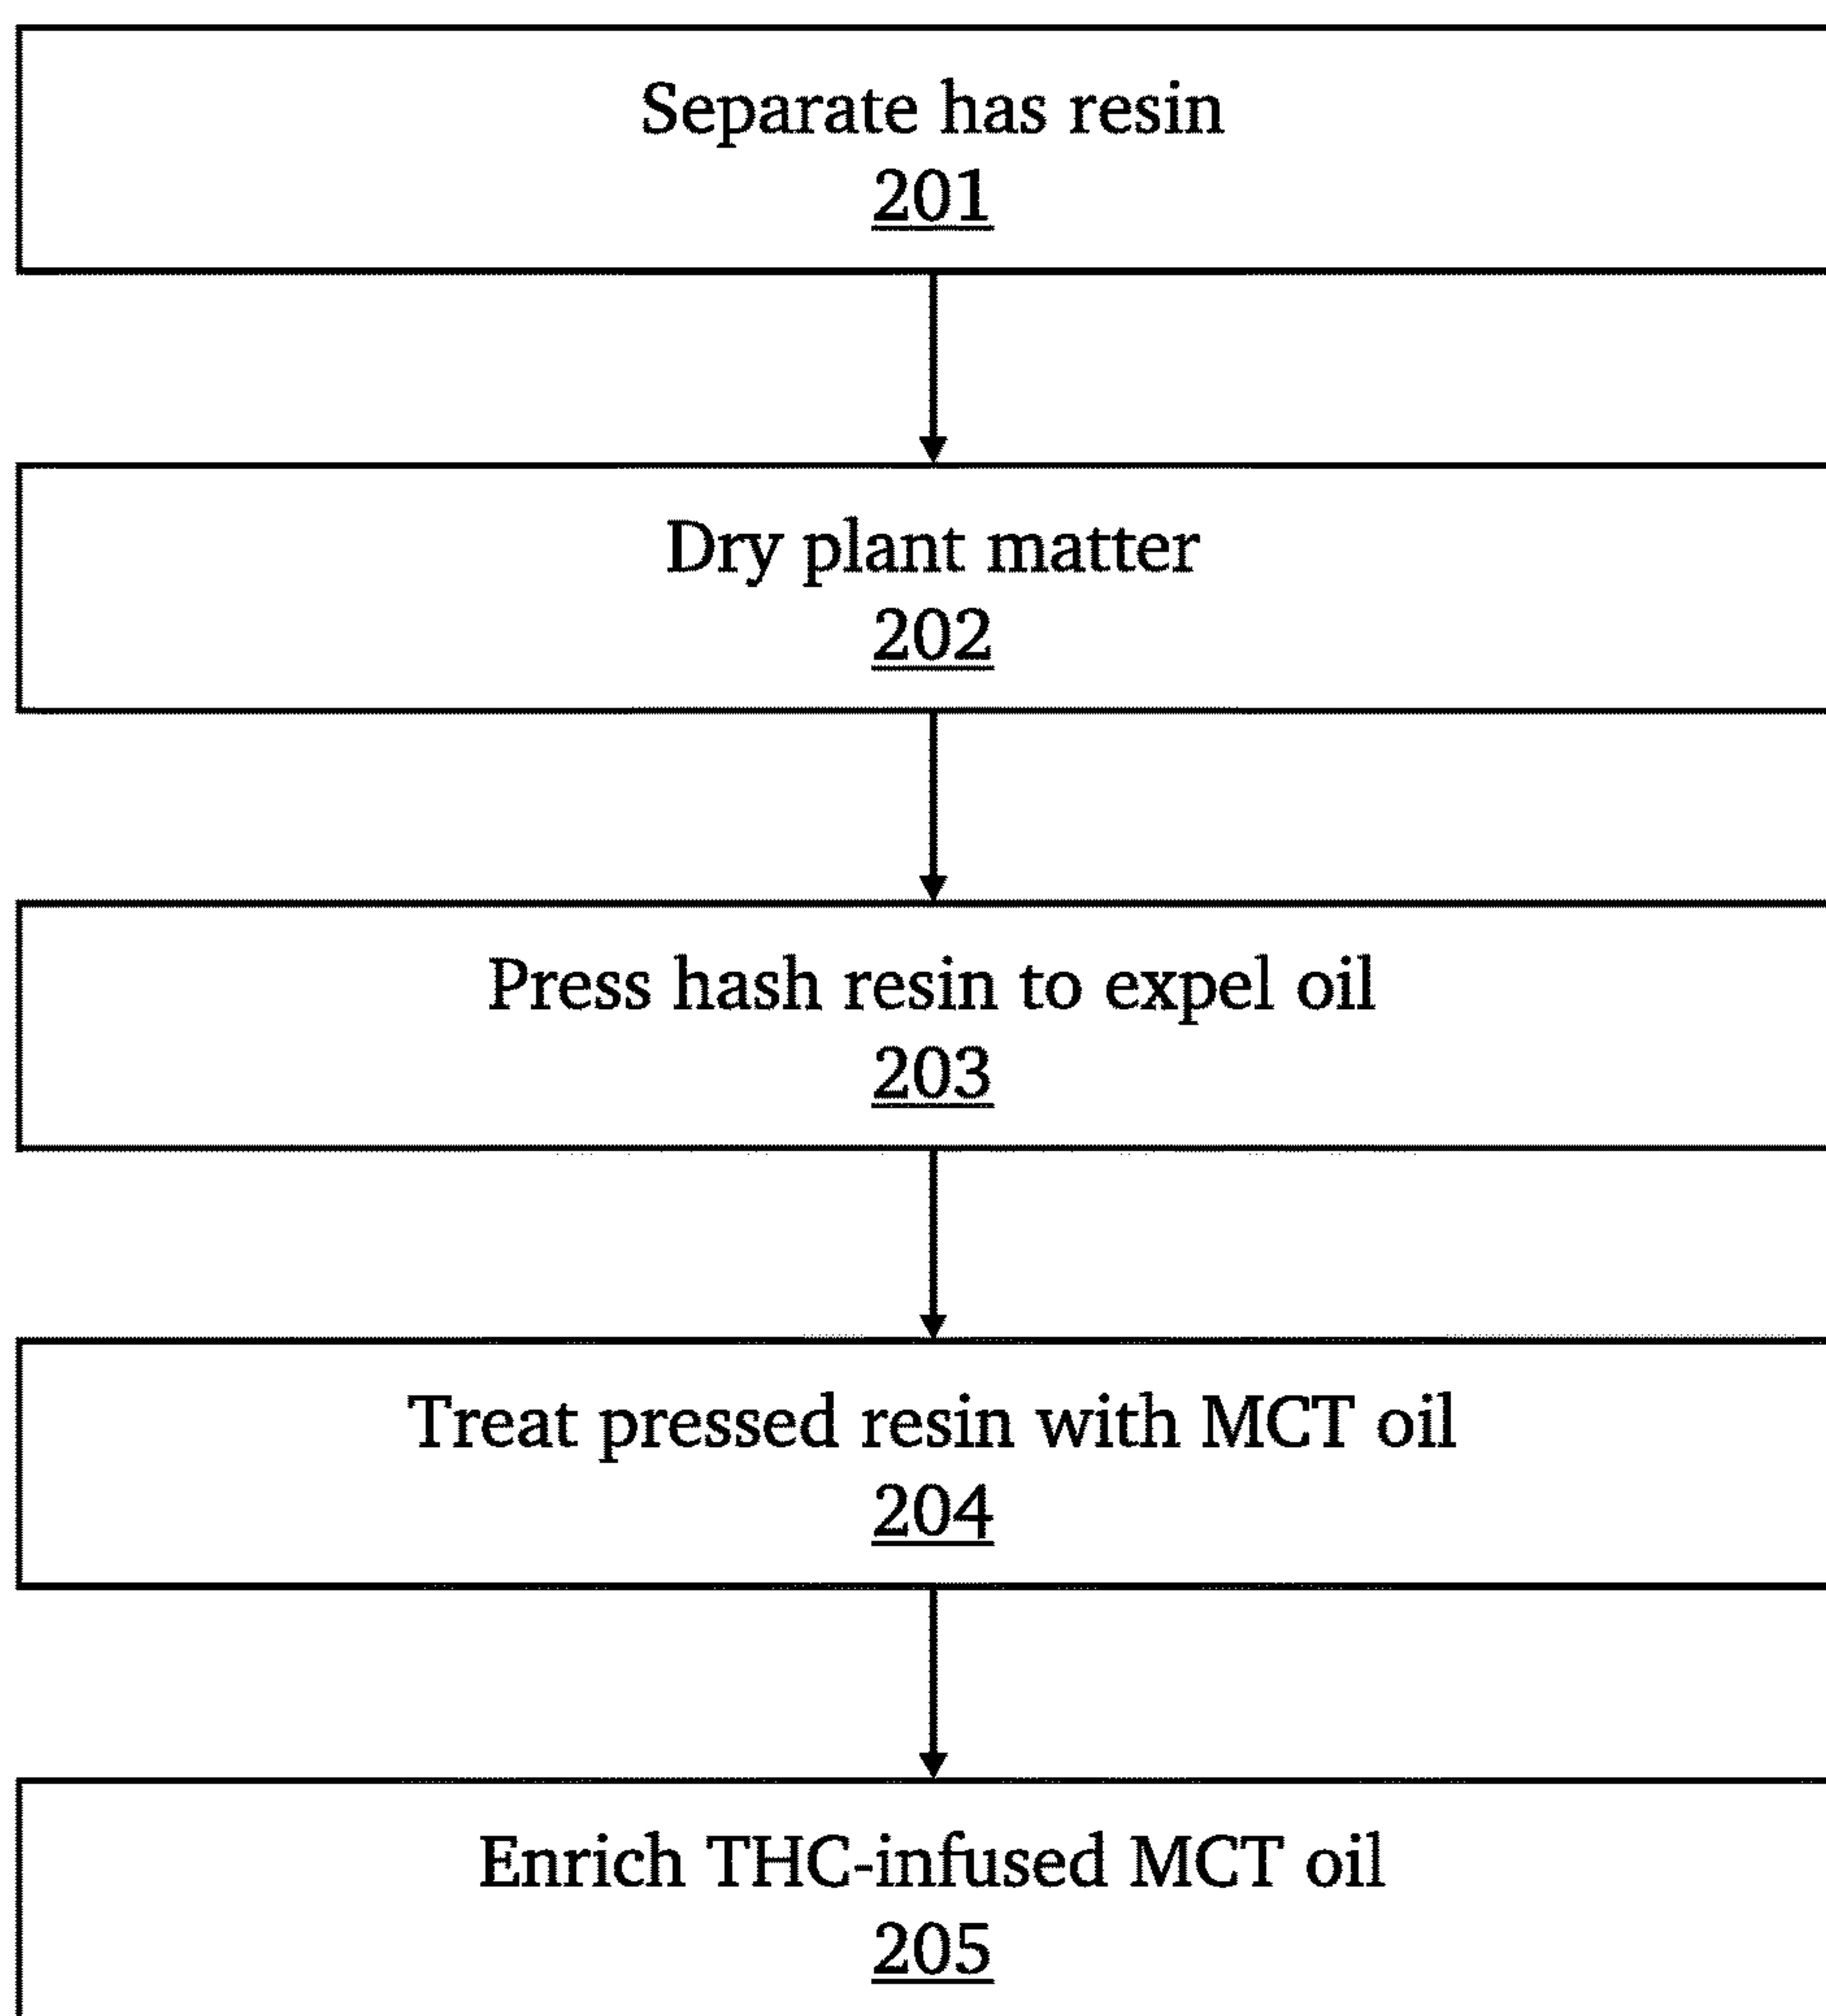 Separate has resin
201
Dry plant matter
202
Press hash resin to expel oil
203
Treat pressed resin with MCT oil
204
Enrich THC-infused MCT oil
205